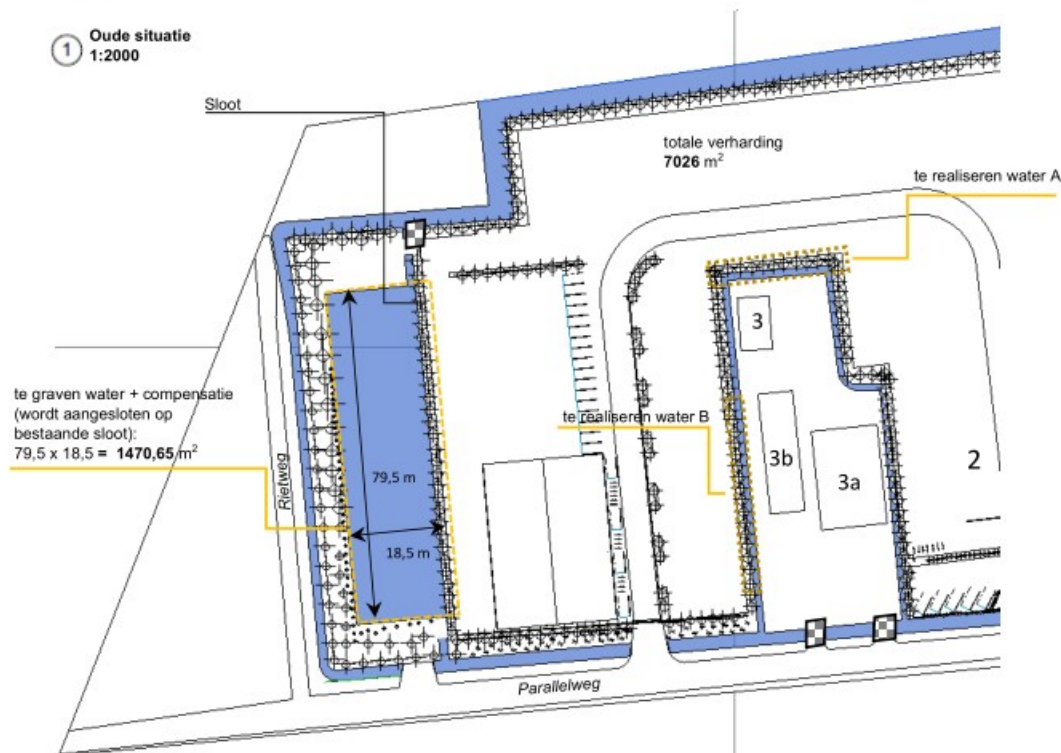 1
Oude situatie
1:2000
Sloot
totale verharding
7026 m²
te realiseren water A
te graven water + compensatie
(wordt aangesloten op
bestaande sloot):
79,5 x 18,5 = 1470,65 m²
te realiseren water B
Rietweg
79,5 m
18,5 m
3
3b
3a
2
Parallelweg